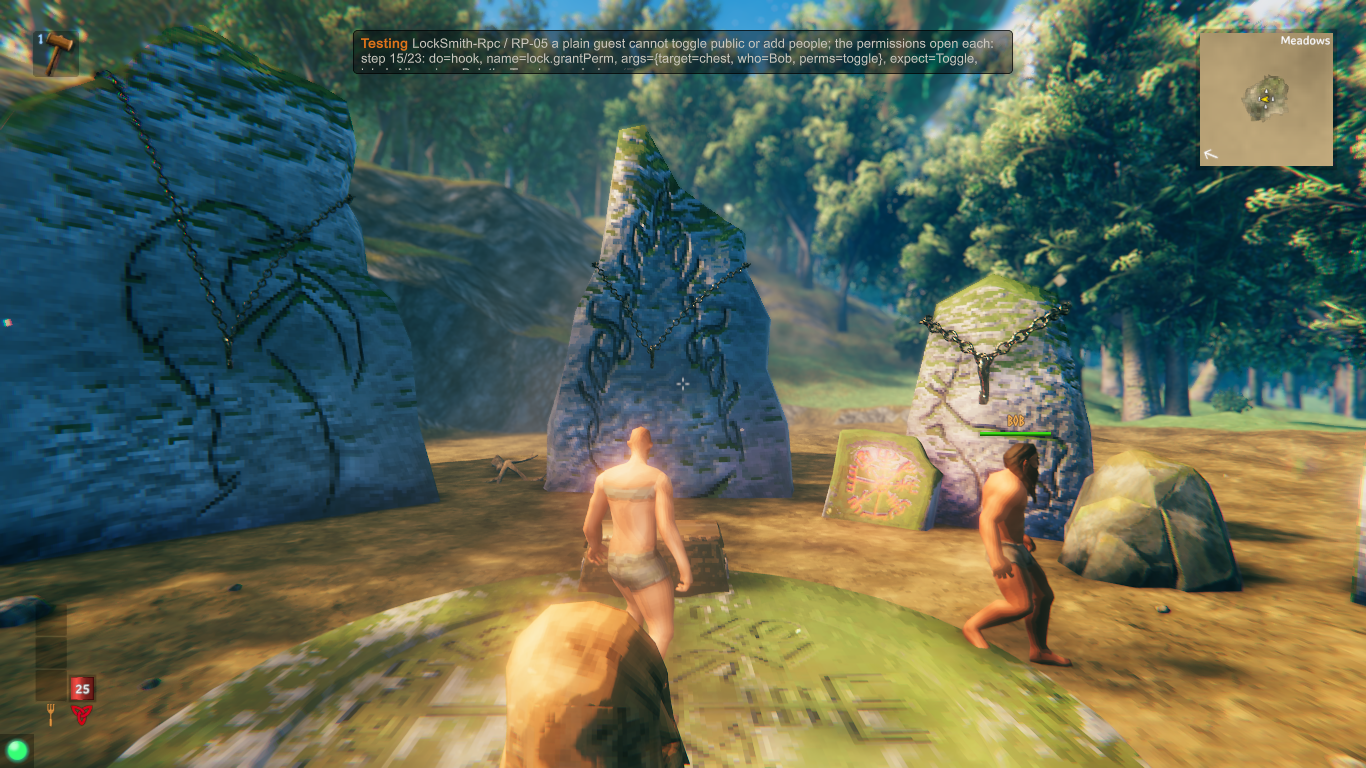 1
Testing LockSmith-Rpc / RP-05 a plain guest cannot toggle public or add people; the permissions open each:
step 15/23: do=hook, name=lock.grantPerm, args={target=chest, who=Bob, perms=toggle}, expect=Toggle,
Meadows
BOB
25